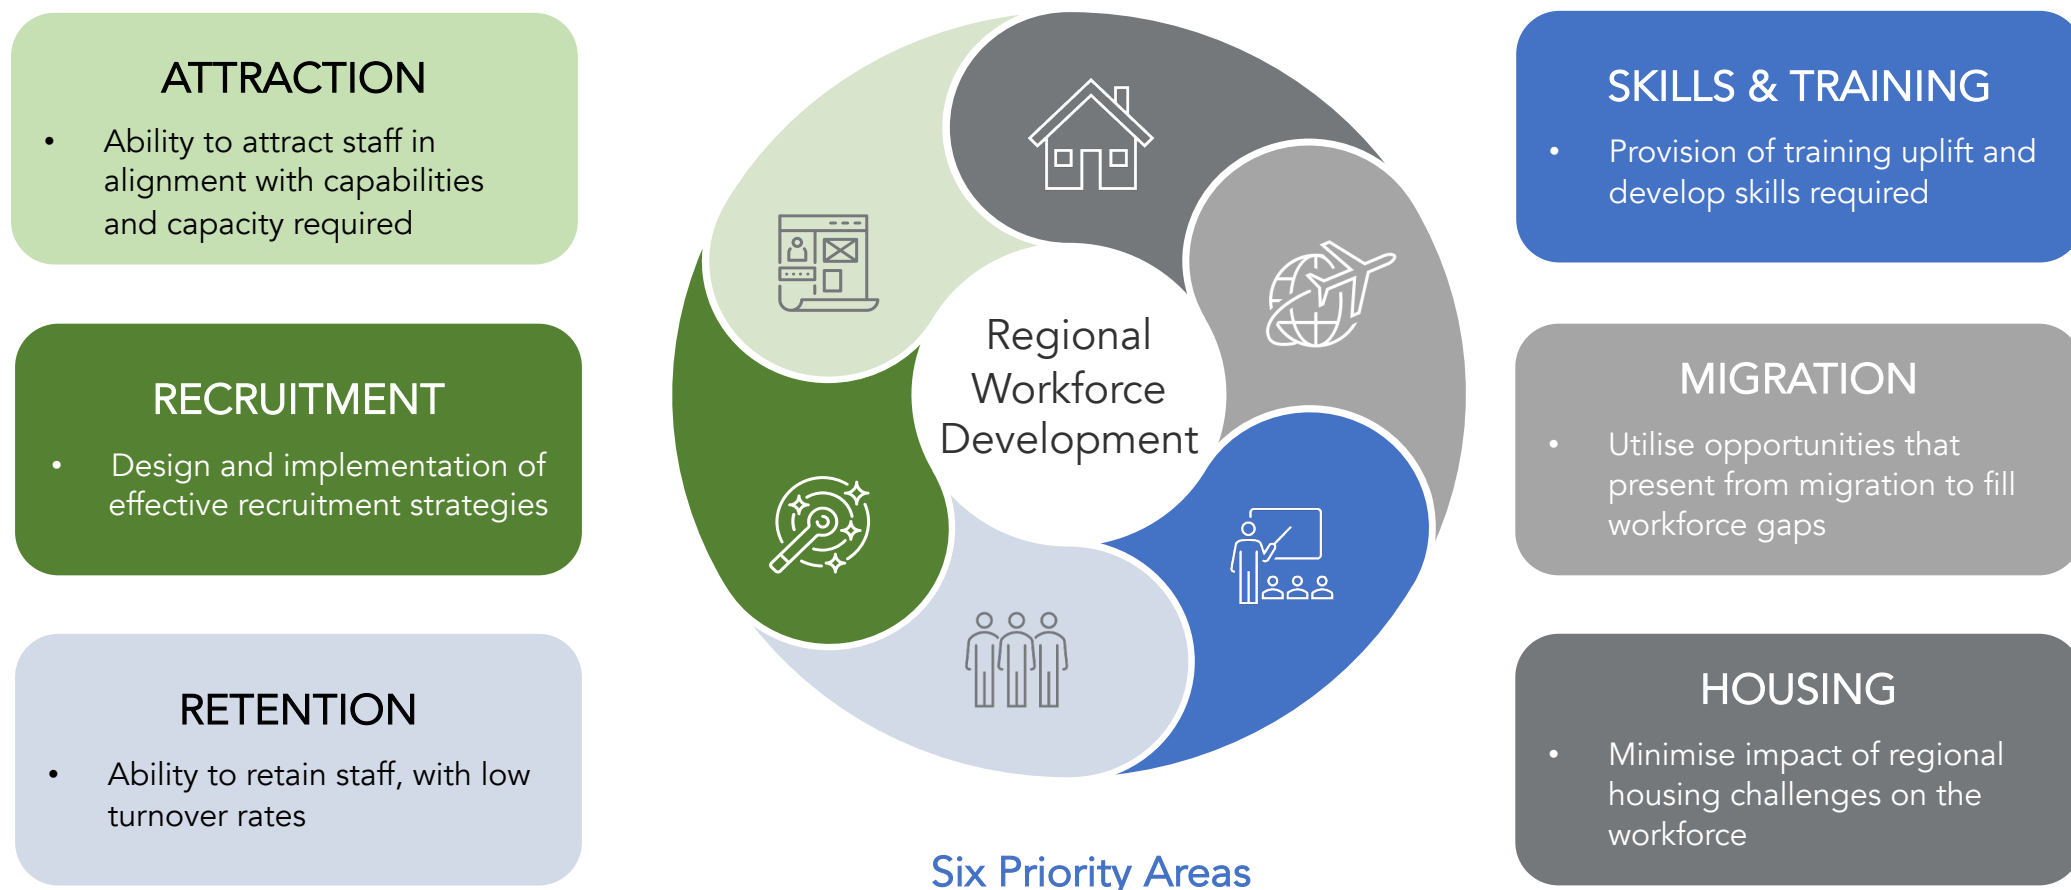 ATTRACTION
• Ability to attract staff in
alignment with capabilities
and capacity required
RECRUITMENT
• Design and implementation of
effective recruitment strategies
RETENTION
• Ability to retain staff, with low
turnover rates
Regional
Workforce
Development
Six Priority Areas
SKILLS & TRAINING
• Provision of training uplift and
develop skills required
MIGRATION
• Utilise opportunities that
present from migration to fill
workforce gaps
HOUSING
• Minimise impact of regional
housing challenges on the
workforce